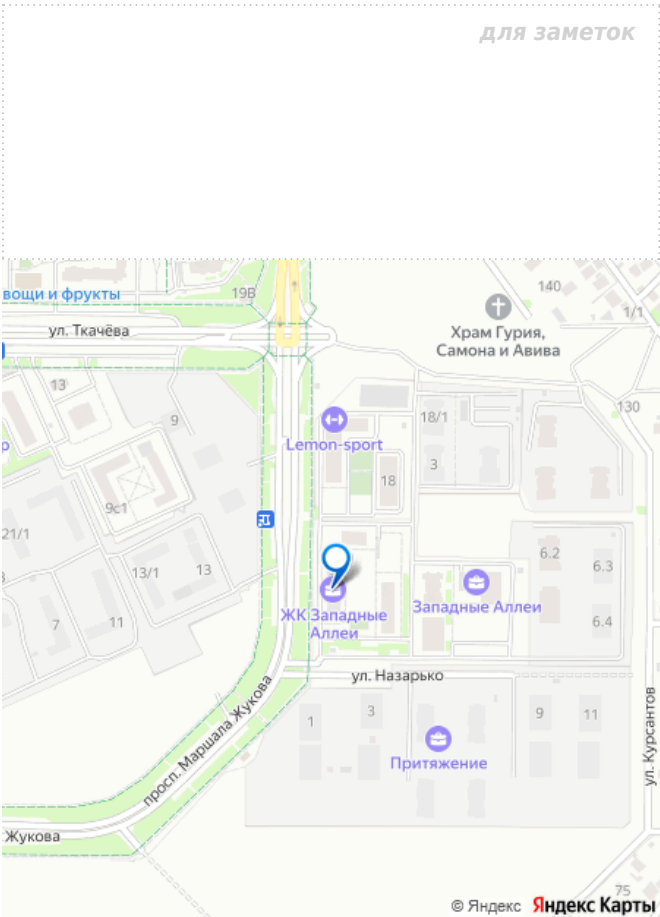 для заметок
140
19В
вощи и фрукты
1/1
ул. Ткачёва
Храм Гурия,
Самона и Авива
13
130
9
18/1
Lemon-sport
р
3
18
9с1
21/1
6.2
6.3
13/1
13
Западные Аллеи
ЖК Западные
Аллеи
7
11
6.4
ул. Назарько
просп. Маршала Жукова
1
3
9
11
ул. Курсантов
Притяжение
Жукова
75
© Яндекс Яндекс Карты